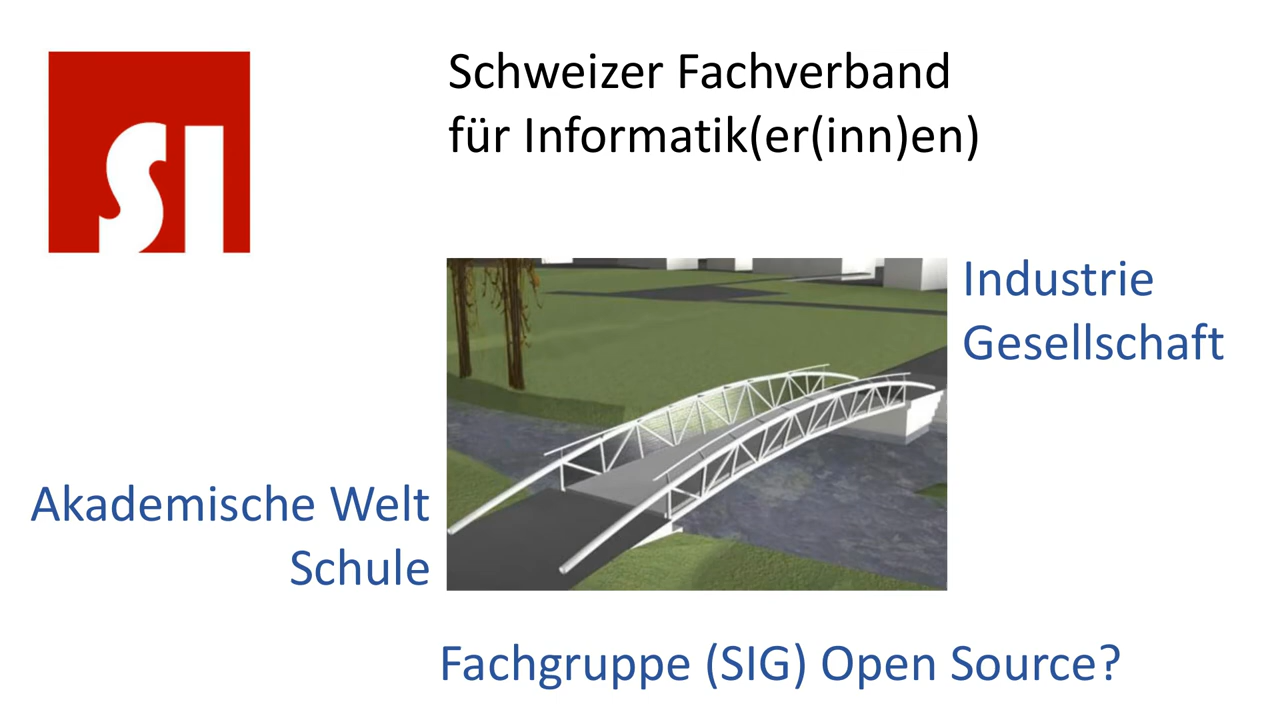 SI
Schweizer Fachverband
für Informatik(er(inn)en)
Industrie
Gesellschaft
Akademische Welt
Schule
Fachgruppe (SIG) Open Source?